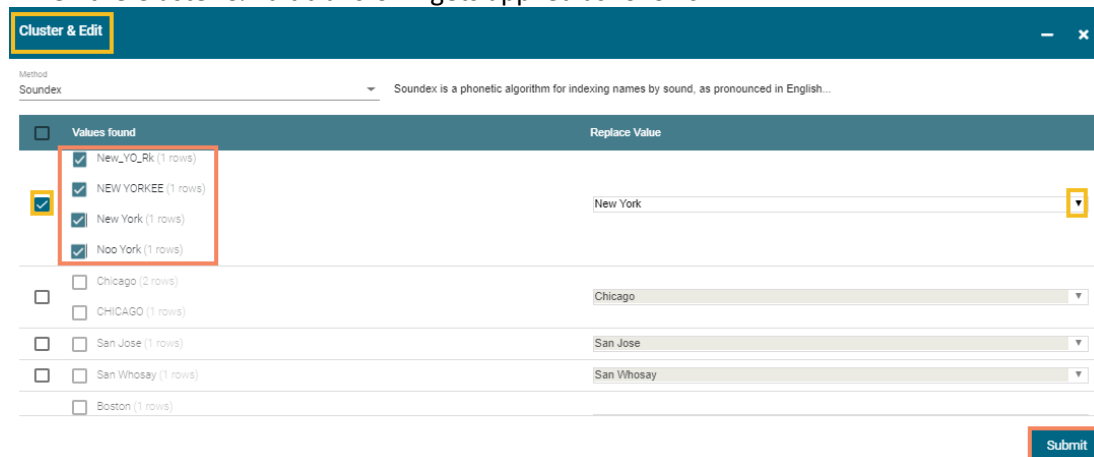 Cluster & Edit
Method
Soundex
Soundex is a phonetic algorithm for indexing names by sound, as pronounced in English...
Values found Replace Value
New_YO_Rk (1 rows)
NEW YORKEE (1 rows)
New York (1 rows)
Noo York (1 rows)
New York
Chicago (2 rows)
CHICAGO (1 rows)
Chicago
San Jose (1 rows) San Jose
San Whosay (1 rows) San Whosay
Boston (1 rows)
Submit